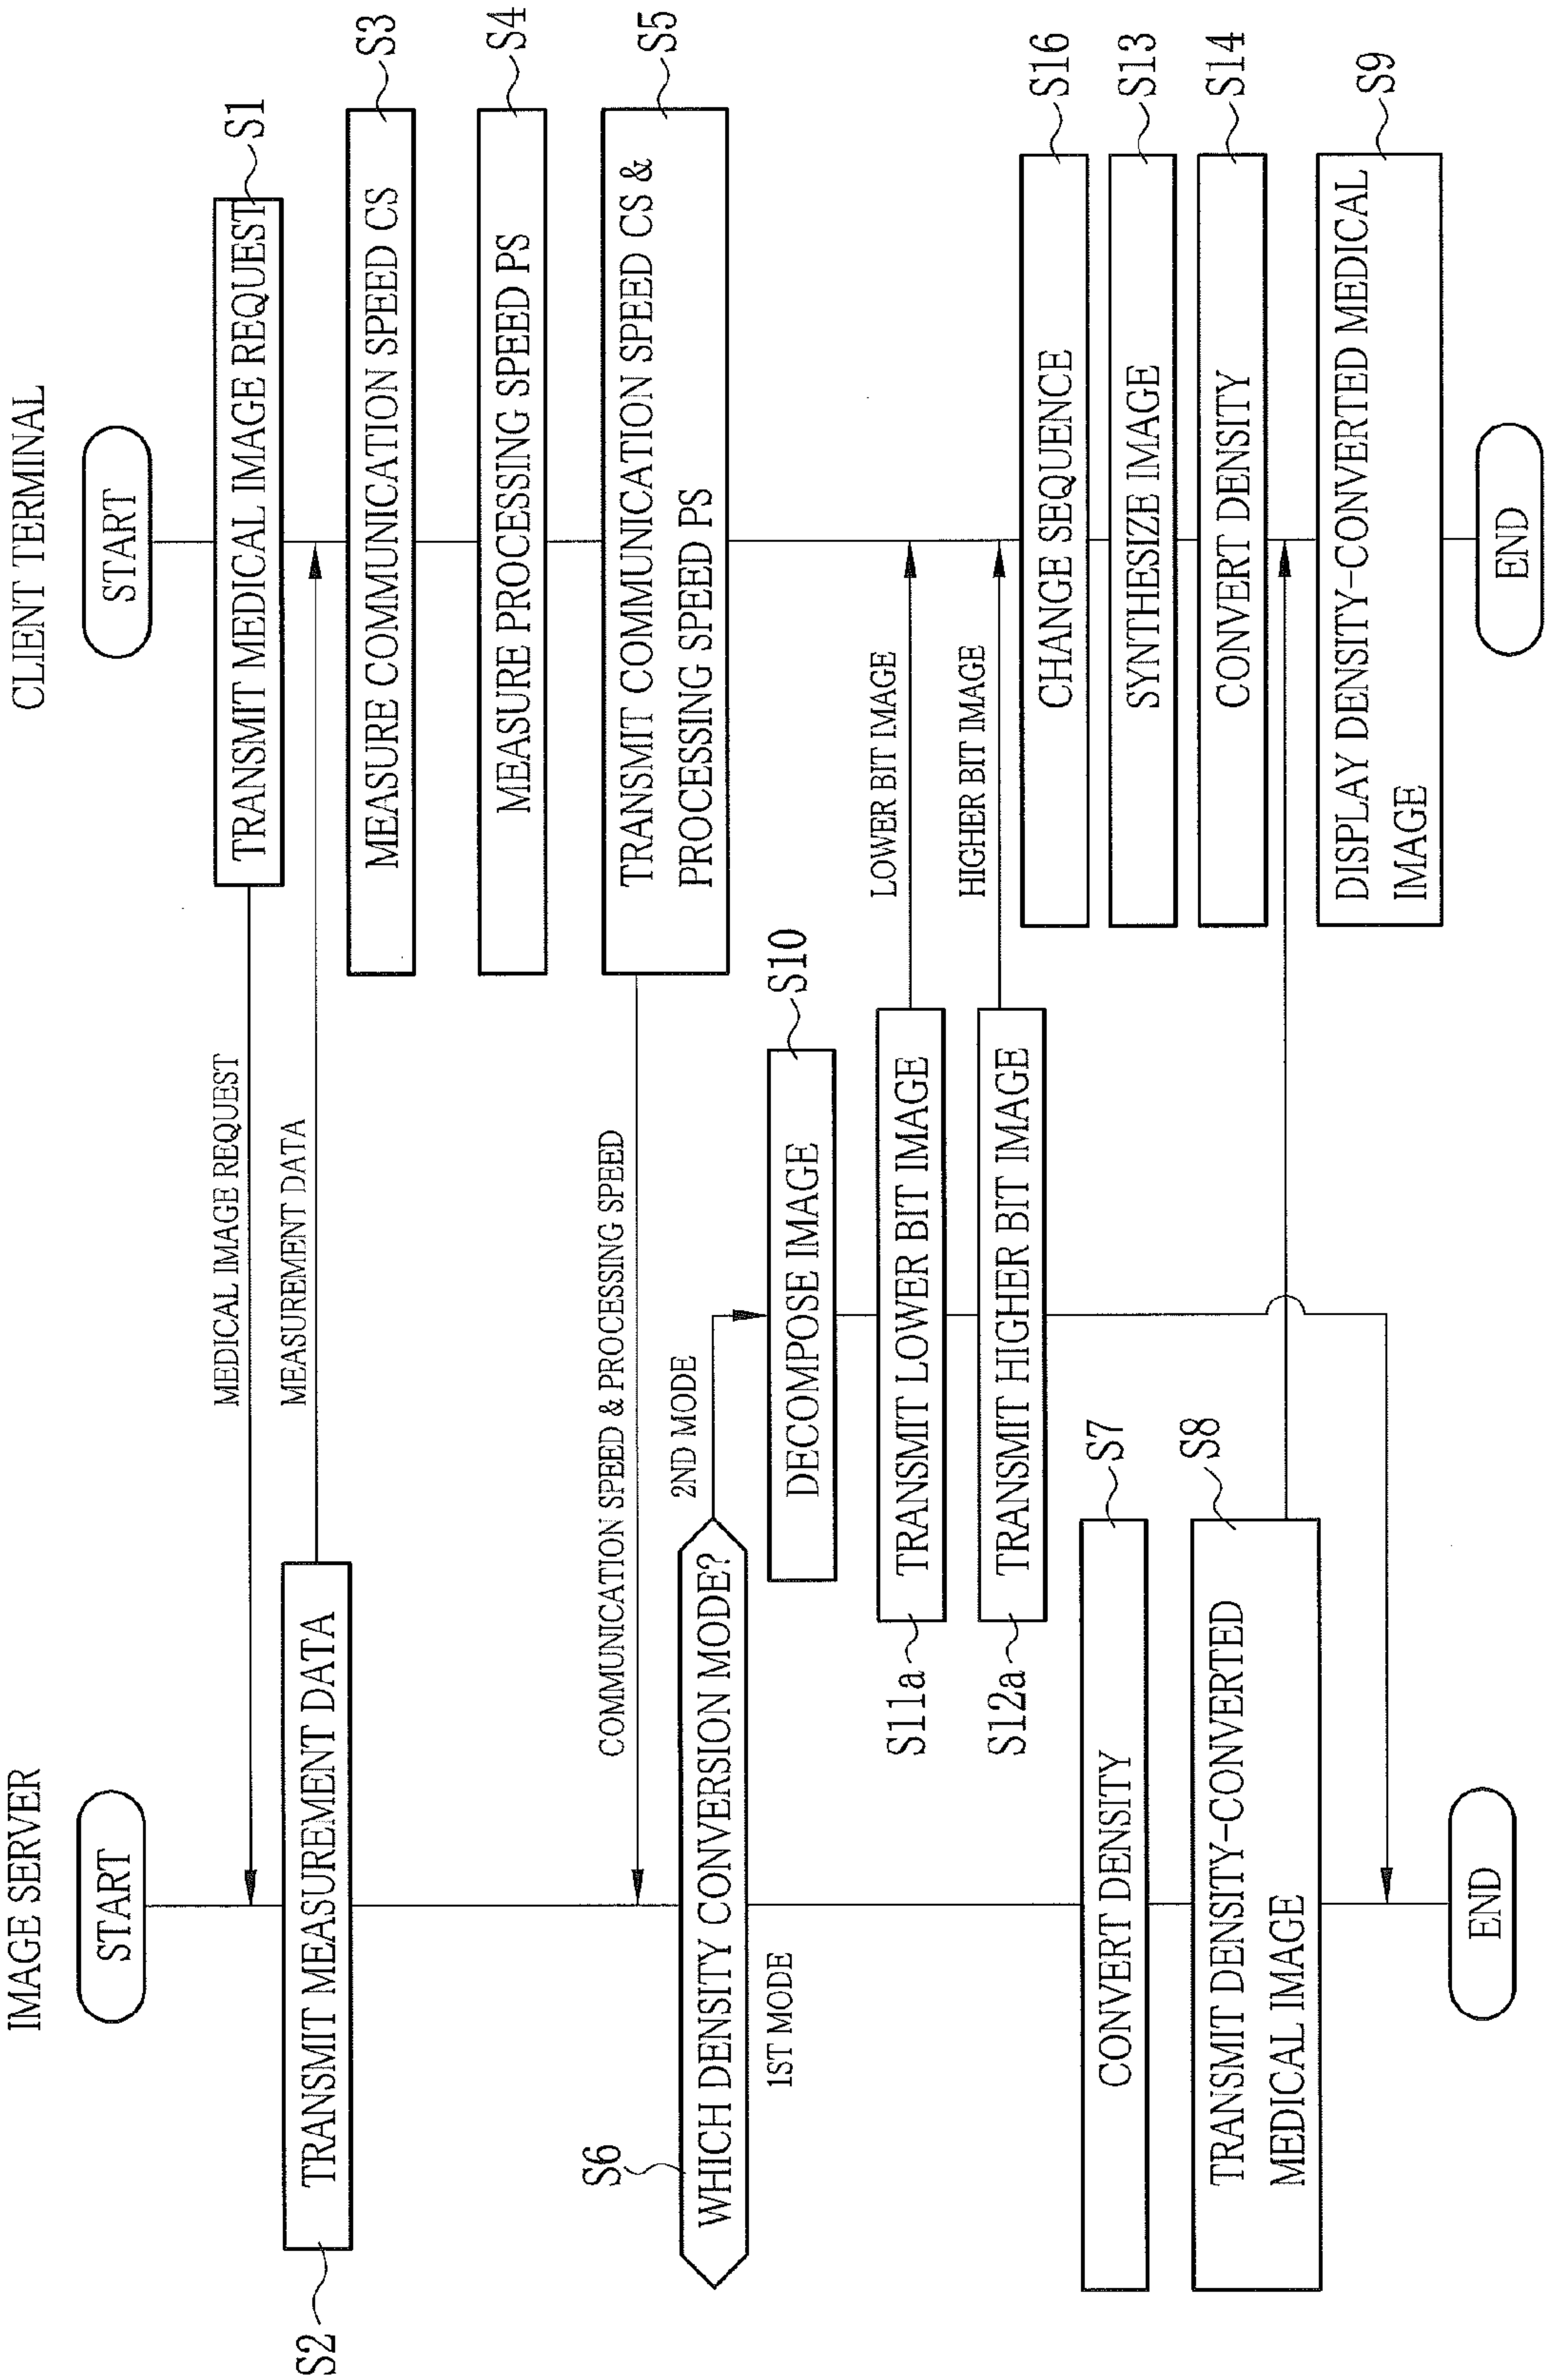 IMAGE SERVER
CLIENT TERMINAL
START
START
TRANSMIT MEDICAL IMAGE REQUEST
S1
MEDICAL IMAGE REQUEST
S2
TRANSMIT MEASUREMENT DATA
MEASUREMENT DATA
MEASURE COMMUNICATION SPEED CS
S3
MEASURE PROCESSING SPEED PS
S4
TRANSMIT COMMUNICATION SPEED CS &
PROCESSING SPEED PS
S5
COMMUNICATION SPEED & PROCESSING SPEED
S6
WHICH DENSITY CONVERSION MODE?
2ND MODE
1ST MODE
DECOMPOSE IMAGE
S10
S11a
TRANSMIT LOWER BIT IMAGE
LOWER BIT IMAGE
S12a
TRANSMIT HIGHER BIT IMAGE
HIGHER BIT IMAGE
CHANGE SEQUENCE
S16
CONVERT DENSITY
S7
SYNTHESIZE IMAGE
S13
TRANSMIT DENSITY-CONVERTED
MEDICAL IMAGE
S8
CONVERT DENSITY
S14
DISPLAY DENSITY-CONVERTED MEDICAL
IMAGE
S9
END
END